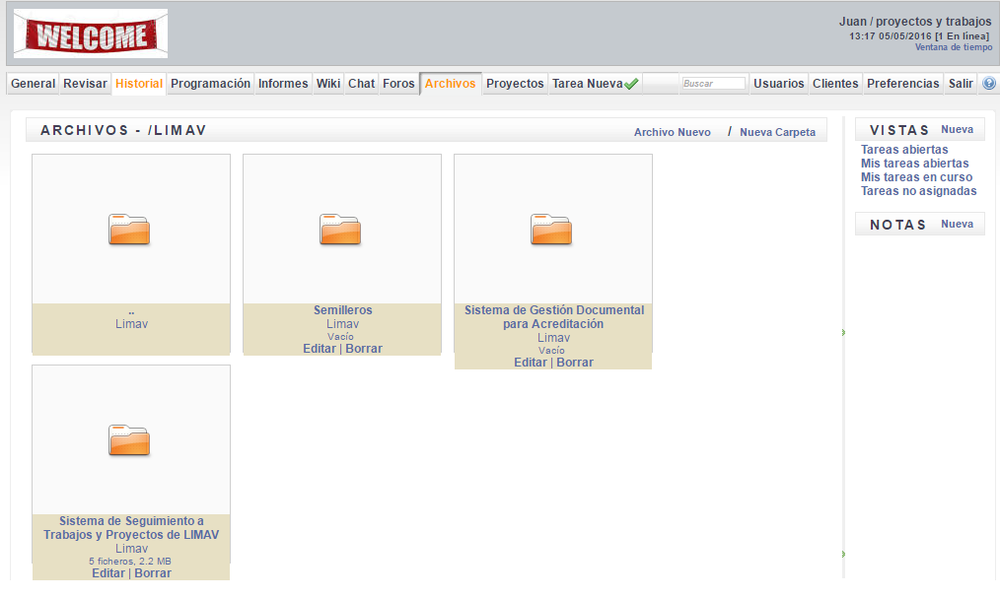 WELCOME
Juan / proyectos y trabajos
13:17 05/05/2016 [1 En línea]
Ventana de tiempo
General Revisar Historial Programación Informes Wiki Chat Foros Archivos Proyectos Tarea Nueva Buscar Usuarios Clientes Preferencias Salir ?
ARCHIVOS - /LIMAV
Archivo Nuevo / Nueva Carpeta
..
Limav
Semilleros
Limav
Vacío
Editar | Borrar
Sistema de Gestión Documental
para Acreditación
Limav
Vacío
Editar | Borrar
Sistema de Seguimiento a
Trabajos y Proyectos de LIMAV
Limav
5 ficheros, 2.2 MB
Editar | Borrar
VISTAS Nueva
Tareas abiertas
Mis tareas abiertas
Mis tareas en curso
Tareas no asignadas
NOTAS Nueva